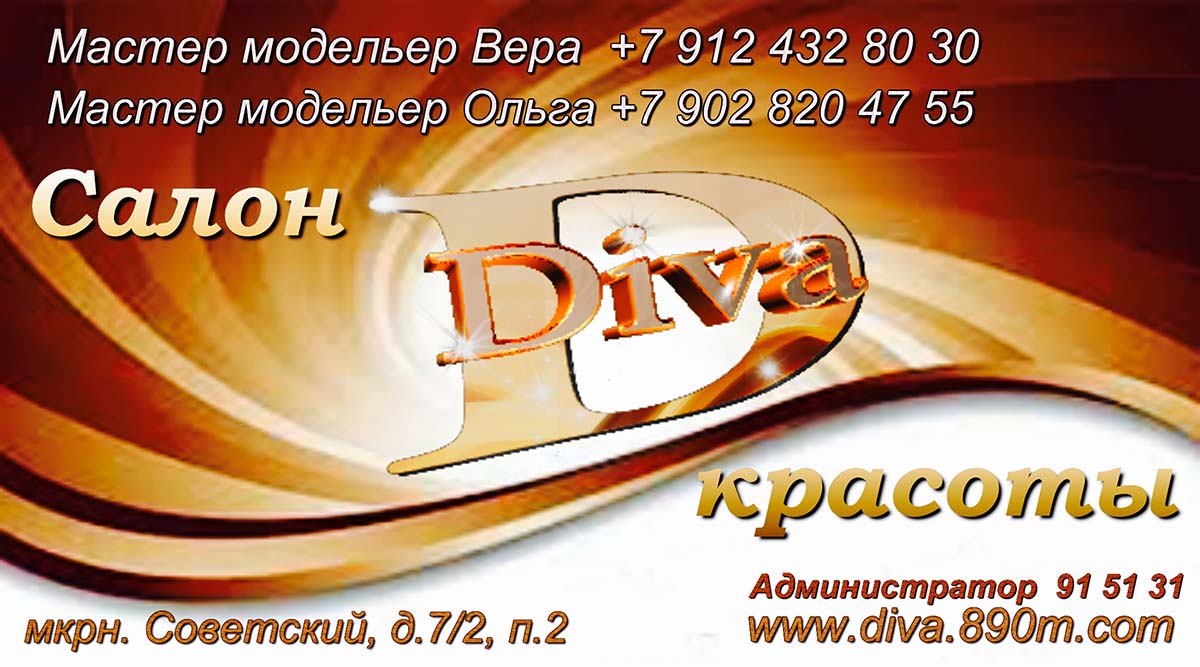 Мастер модельер Вера +7 912 432 80 30
Мастер модельер Ольга +7 902 820 47 55
Салон
D
Diva
красоты
Администратор 91 51 31
мкрн. Советский, д.7/2, п.2
www.diva.890m.com